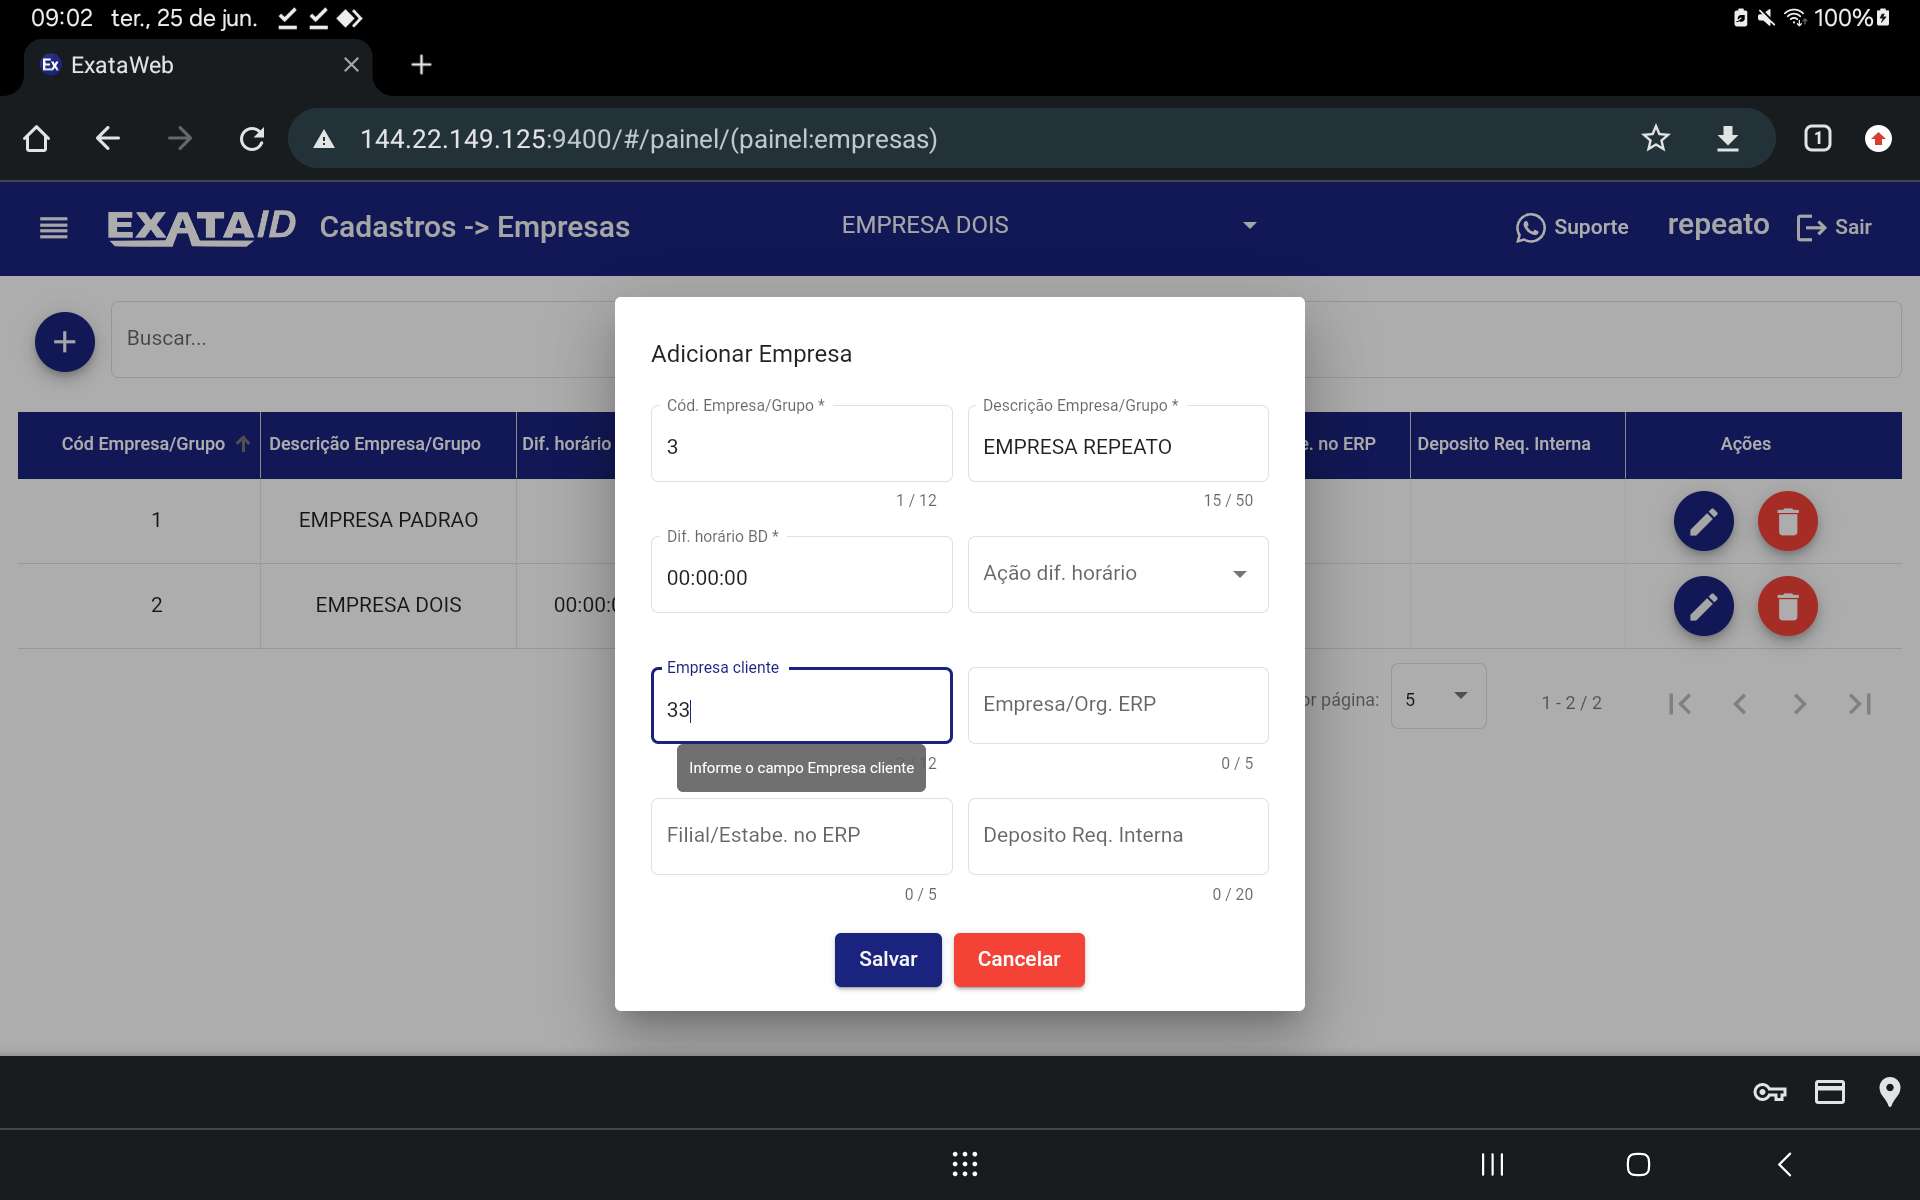 09:02 ter., 25 de jun. 100%
Ex ExataWeb
144.22.149.125:9400/#/painel/(painel:empresas) 1
EXATA/D Cadastros -> Empresas EMPRESA DOIS Suporte repeato Sair
Buscar...
Adicionar Empresa
Cód. Empresa/Grupo * Descrição Empresa/Grupo *
3 EMPRESA REPEATO
1 / 12 15 / 50
Dif. horário BD *
00:00:00 Ação dif. horário
Empresa cliente
33 Empresa/Org. ERP
Informe o campo Empresa cliente 12 0 / 5
Filial/Estabe. no ERP Deposito Req. Interna
0 / 5 0 / 20
Salvar Cancelar
Cód Empresa/Grupo Descrição Empresa/Grupo Dif. horário e. no ERP Deposito Req. Interna Ações
1 EMPRESA PADRAO
2 EMPRESA DOIS 00:00:0
or página: 5 1 - 2 / 2